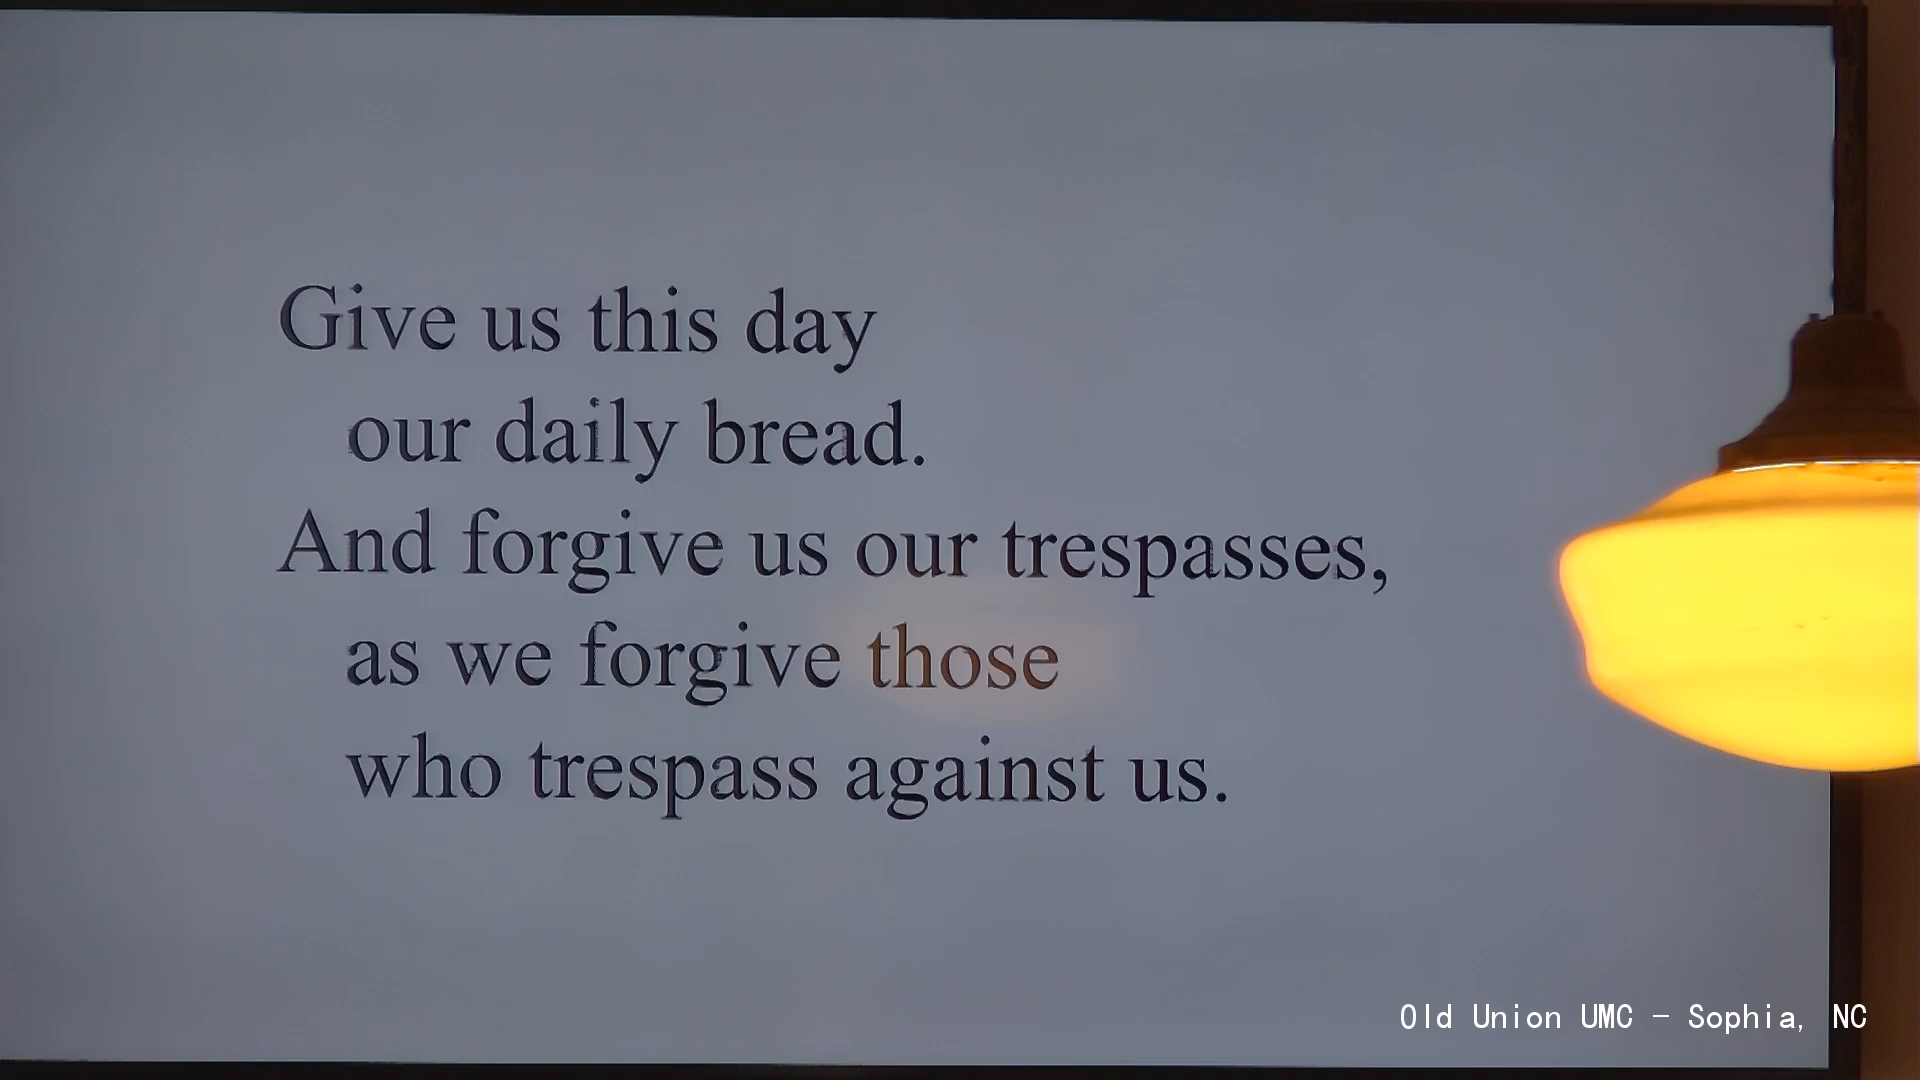 Give us this day
our daily bread.
And forgive us our trespasses,
as we forgive those
who trespass against us.
Old Union UMC - Sophia, NC